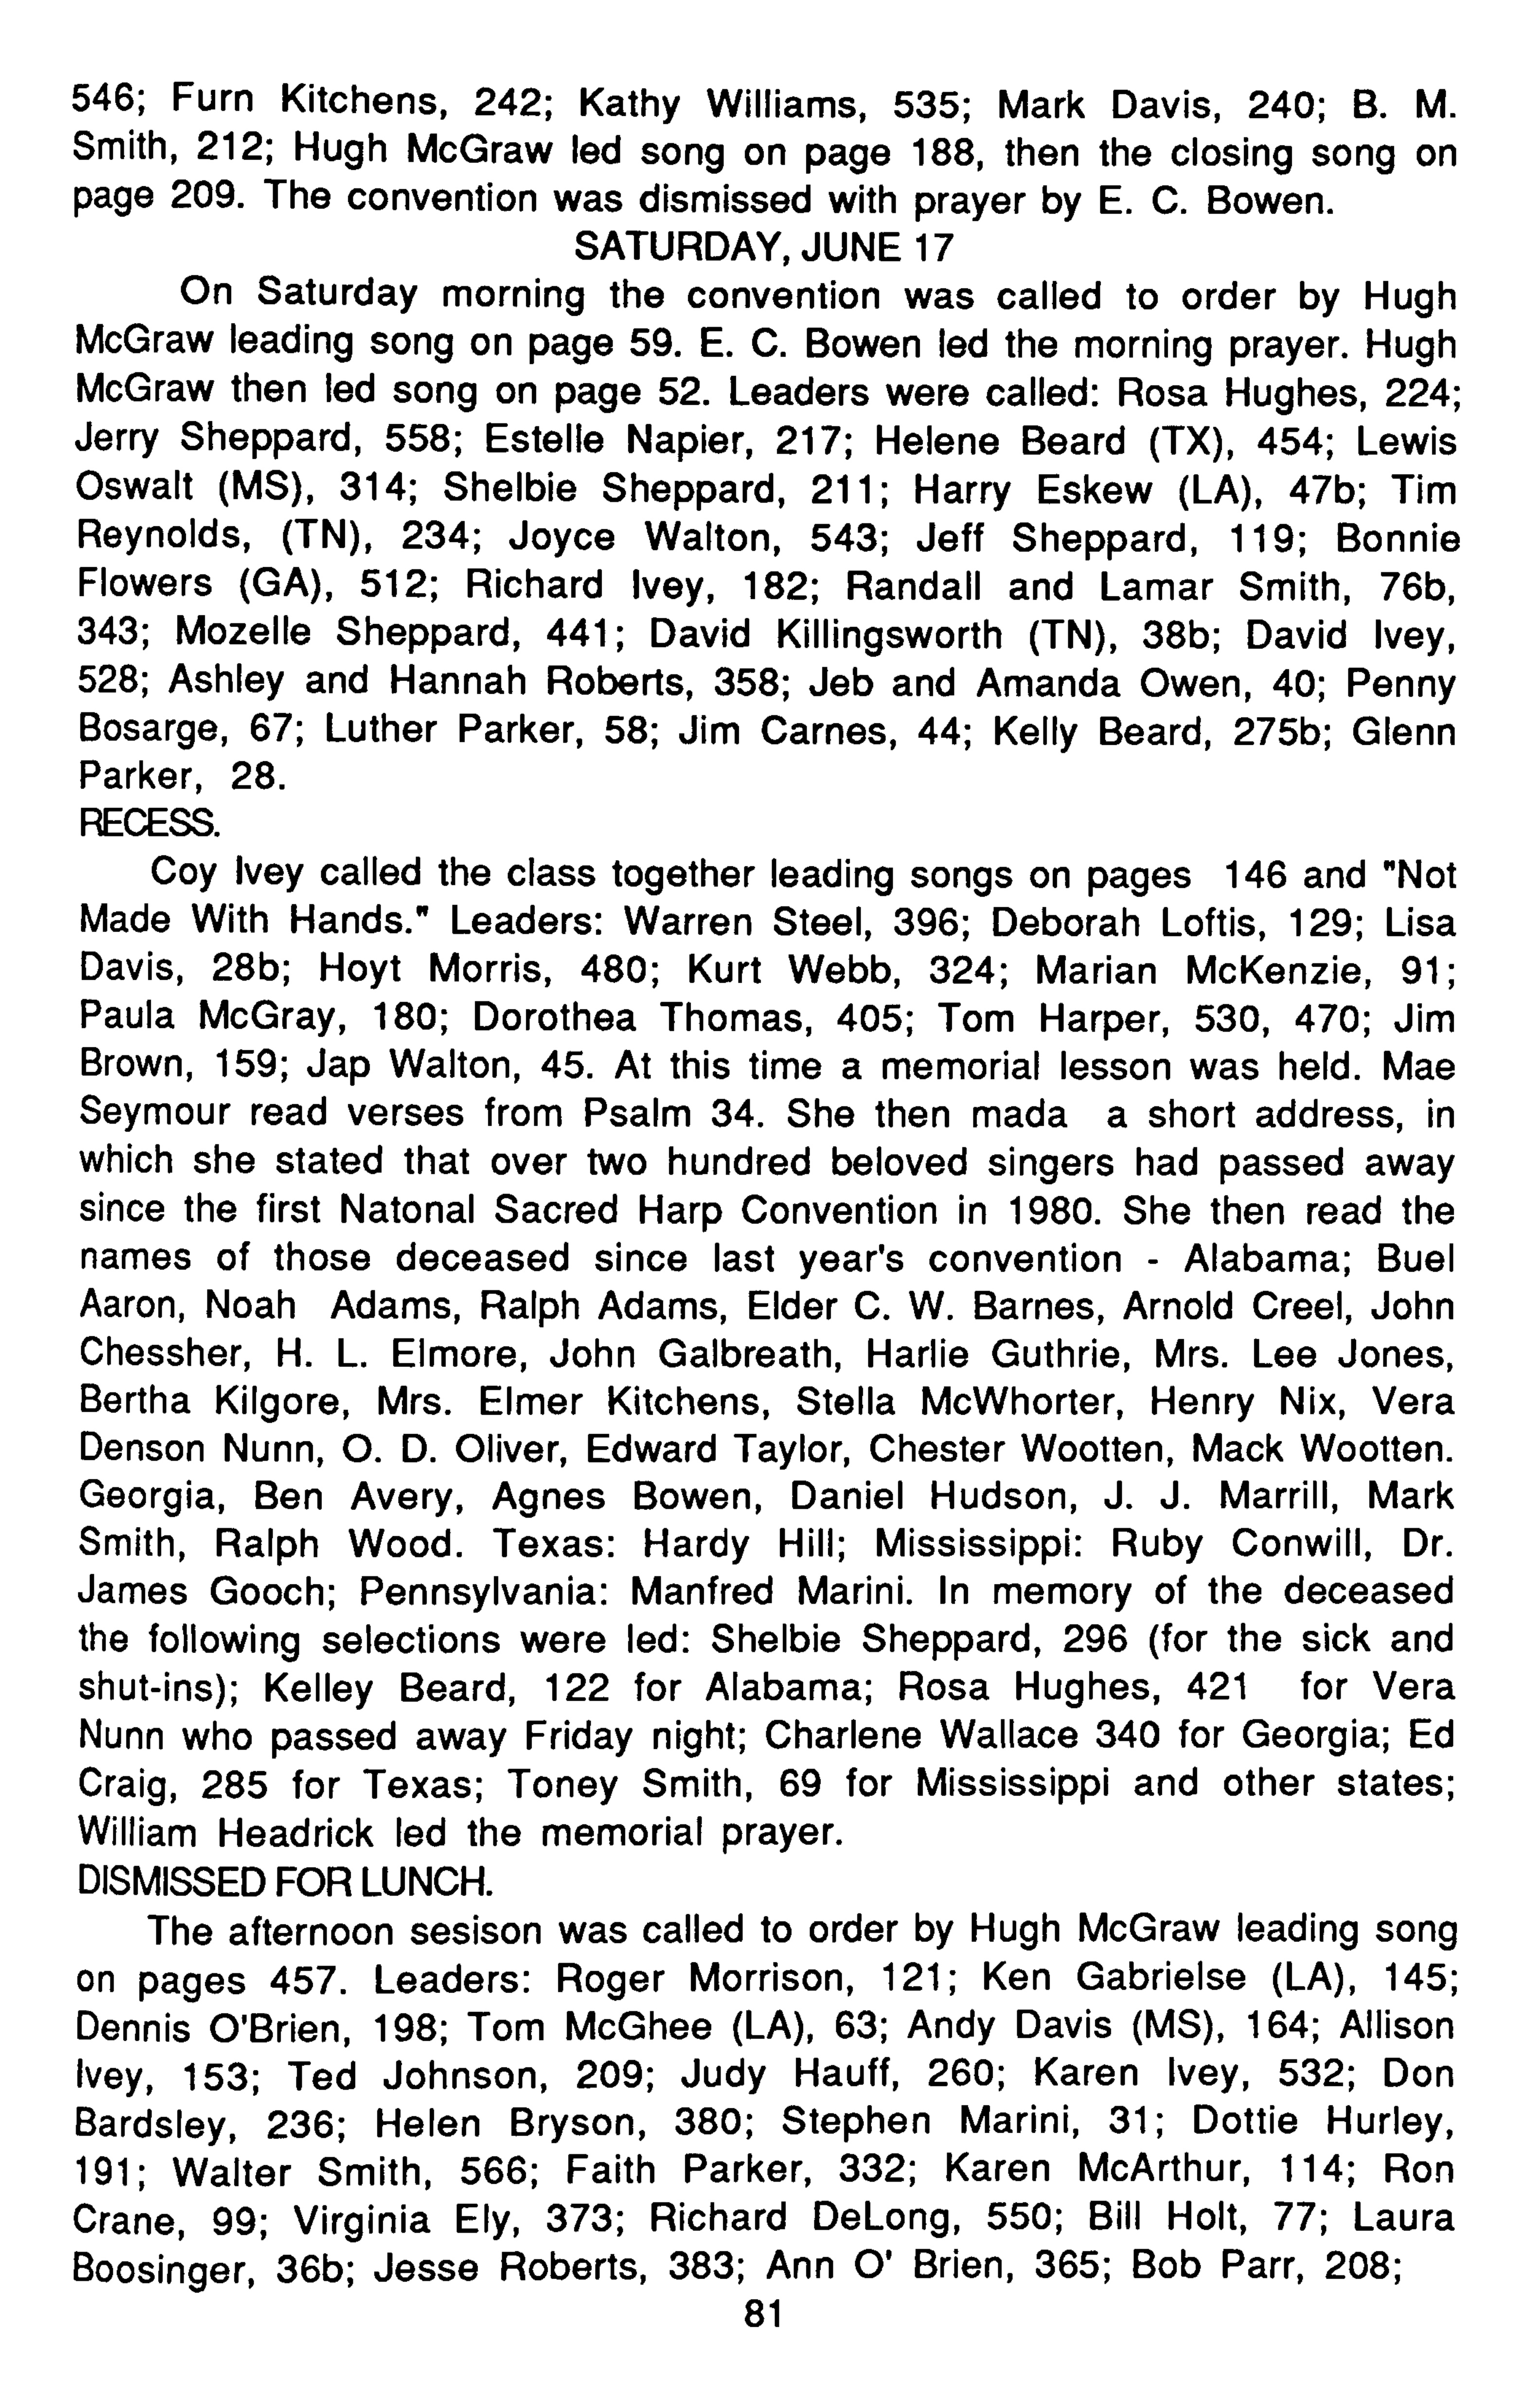 546; Furn Kitchens, 242; Kathy Williams, 535; Mark Davis, 240; B. M.
Smith, 212; Hugh McGraw led song on page 188, then the closing song on
page 209. The convention was dismissed with prayer by E. C. Bowen.
SATURDAY, JUNE 17
On Saturday morning the convention was called to order by Hugh
McGraw leading song on page 59. E. C. Bowen led the morning prayer. Hugh
McGraw then led song on page 52. Leaders were called: Rosa Hughes, 224;
Jerry Sheppard, 558; Estelle Napier, 217; Helene Beard (TX), 454; Lewis
Oswalt (MS), 314; Shelbie Sheppard, 211; Harry Eskew (LA), 47b; Tim
Reynolds, (TN), 234; Joyce Walton, 543; Jeff Sheppard, 119; Bonnie
Flowers (GA), 512; Richard Ivey, 182; Randall and Lamar Smith, 76b,
343; Mozelle Sheppard, 441; David Killingsworth (TN), 38b; David Ivey,
528; Ashley and Hannah Roberts, 358; Jeb and Amanda Owen, 40; Penny
Bosarge, 67; Luther Parker, 58; Jim Carnes, 44; Kelly Beard, 275b; Glenn
Parker, 28.
RECESS.
Coy Ivey called the class together leading songs on pages 146 and "Not
Made With Hands." Leaders: Warren Steel, 396; Deborah Loftis, 129; Lisa
Davis, 28b; Hoyt Morris, 480; Kurt Webb, 324; Marian McKenzie, 91;
Paula McGray, 180; Dorothea Thomas, 405; Tom Harper, 530, 470; Jim
Brown, 159; Jap Walton, 45. At this time a memorial lesson was held. Mae
Seymour read verses from Psalm 34. She then mada a short address, in
which she stated that over two hundred beloved singers had passed away
since the first Natonal Sacred Harp Convention in 1980. She then read the
names of those deceased since last year's convention - Alabama; Buel
Aaron, Noah Adams, Ralph Adams, Elder C. W. Barnes, Arnold Creel, John
Chessher, H. L. Elmore, John Galbreath, Harlie Guthrie, Mrs. Lee Jones,
Bertha Kilgore, Mrs. Elmer Kitchens, Stella McWhorter, Henry Nix, Vera
Denson Nunn, O. D. Oliver, Edward Taylor, Chester Wootten, Mack Wootten.
Georgia, Ben Avery, Agnes Bowen, Daniel Hudson, J. J. Marrill, Mark
Smith, Ralph Wood. Texas: Hardy Hill; Mississippi: Ruby Conwill, Dr.
James Gooch; Pennsylvania: Manfred Marini. In memory of the deceased
the following selections were led: Shelbie Sheppard, 296 (for the sick and
shut-ins); Kelley Beard, 122 for Alabama; Rosa Hughes, 421 for Vera
Nunn who passed away Friday night; Charlene Wallace 340 for Georgia; Ed
Craig, 285 for Texas; Toney Smith, 69 for Mississippi and other states;
William Headrick led the memorial prayer.
DISMISSED FOR LUNCH.
The afternoon sesison was called to order by Hugh McGraw leading song
on pages 457. Leaders: Roger Morrison, 121; Ken Gabrielse (LA), 145;
Dennis O'Brien, 198; Tom McGhee (LA), 63; Andy Davis (MS), 164; Allison
Ivey, 153; Ted Johnson, 209; Judy Hauff, 260; Karen Ivey, 532; Don
Bardsley, 236; Helen Bryson, 380; Stephen Marini, 31; Dottie Hurley,
191; Walter Smith, 566; Faith Parker, 332; Karen McArthur, 114; Ron
Crane, 99; Virginia Ely, 373; Richard DeLong, 550; Bill Holt, 77; Laura
Boosinger, 36b; Jesse Roberts, 383; Ann O' Brien, 365; Bob Parr, 208;
81